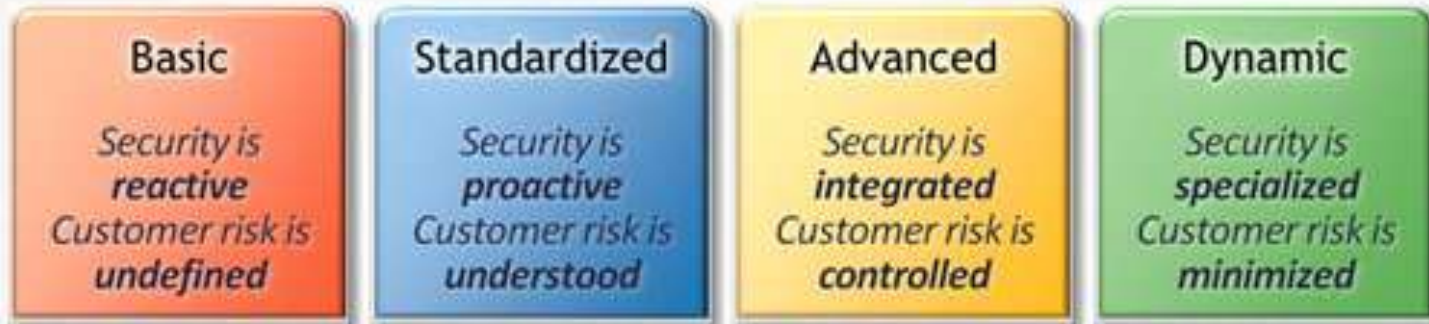 Basic
Security is
reactive
Customer risk is
undefined
Standardized
Security is
proactive
Customer risk is
understood
Advanced
Security is
integrated
Customer risk is
controlled
Dynamic
Security is
specialized
Customer risk is
minimized